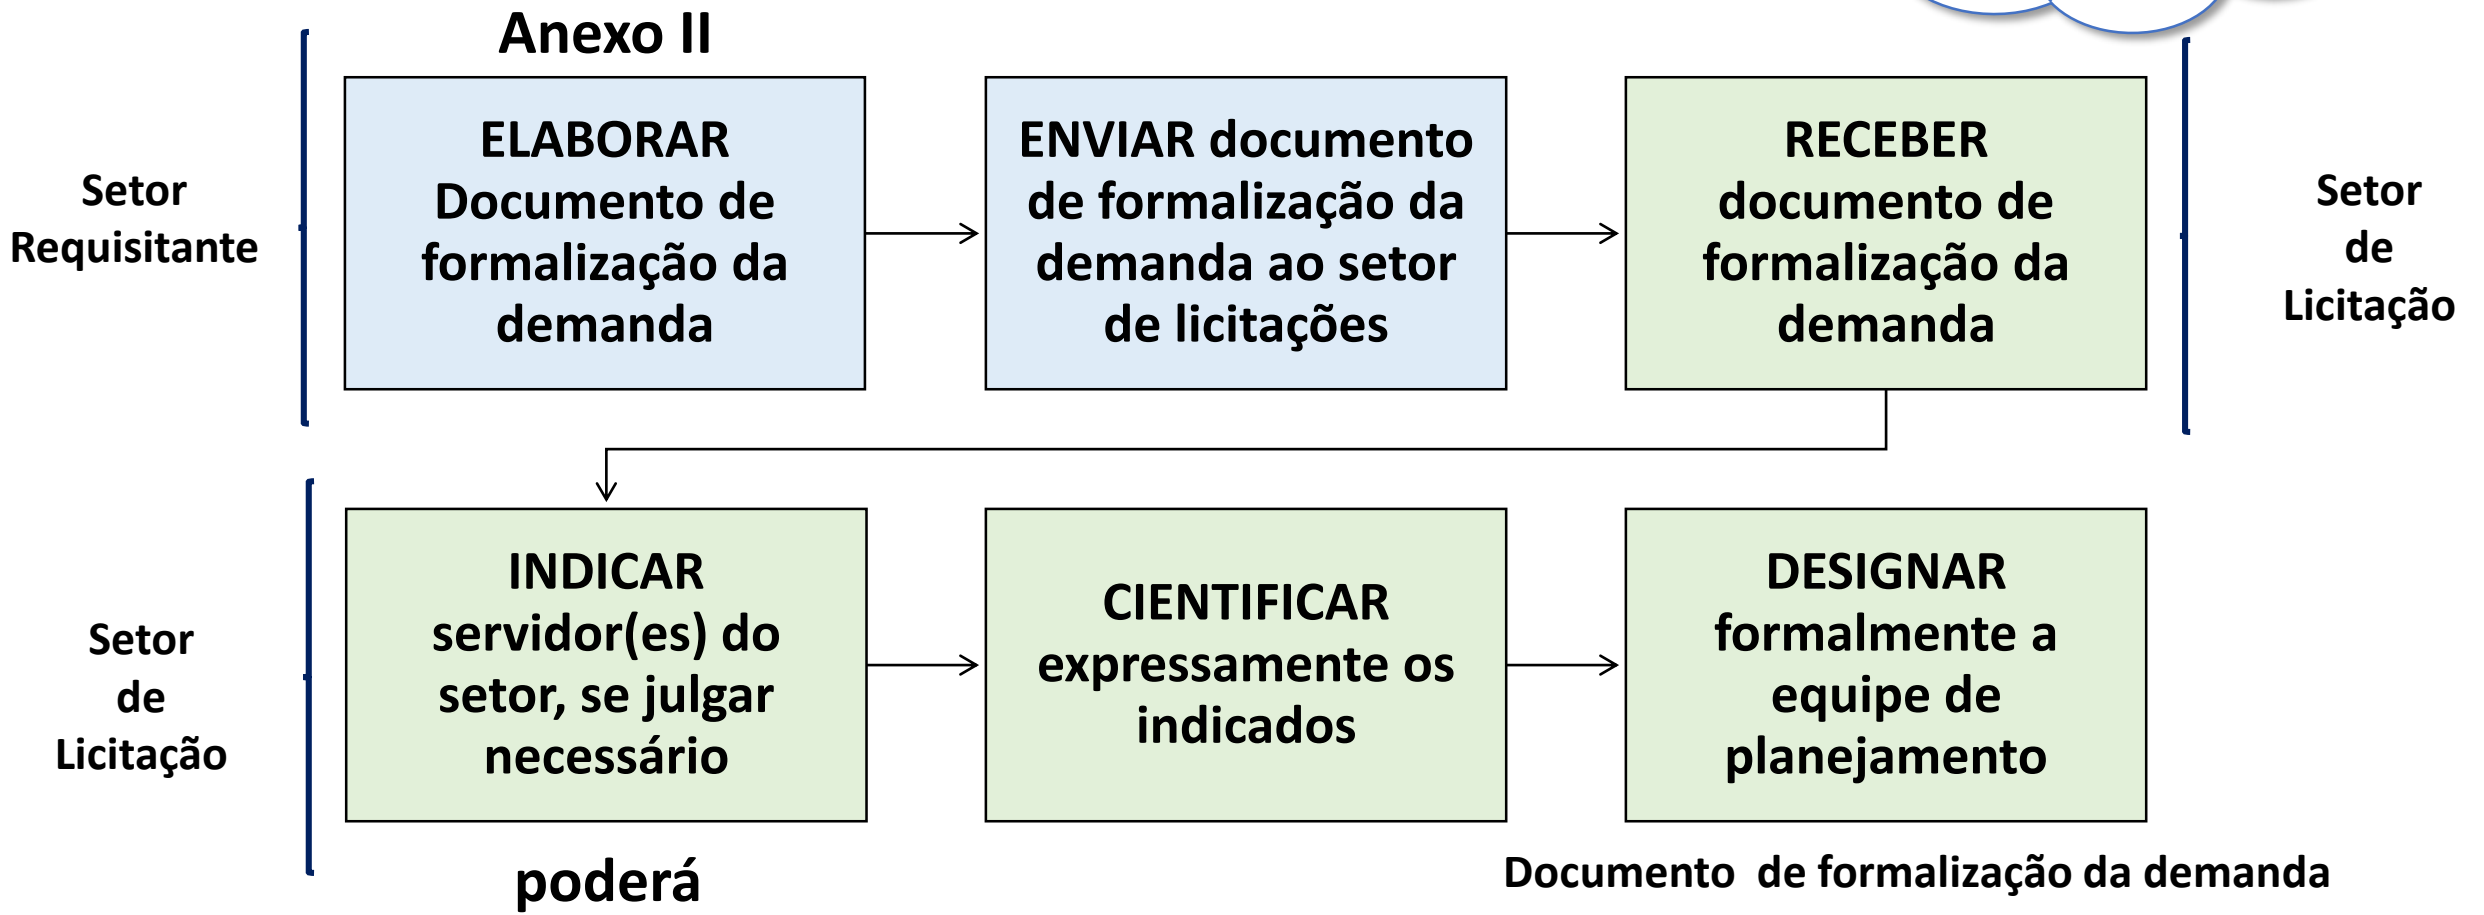 Anexo II
Setor
Requisitante
ELABORAR
Documento de
formalização da
demanda
ENVIAR documento
de formalização da
demanda ao setor
de licitações
RECEBER
documento de
formalização da
demanda
Setor
de
Licitação
Setor
de
Licitação
INDICAR
servidor(es) do
setor, se julgar
necessário
CIENTIFICAR
expressamente os
indicados
DESIGNAR
formalmente a
equipe de
planejamento
poderá
Documento de formalização da demanda